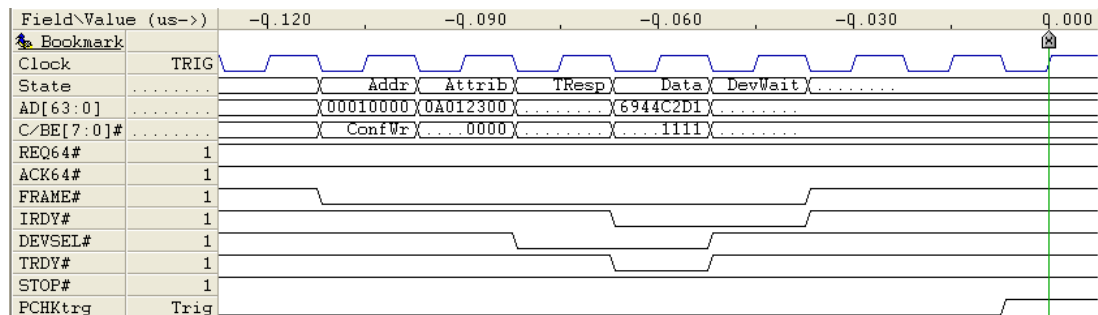 Field\Value (us->) -0.120 . -0.090 . -0.060 . -0.030 . 0.000
Bookmark
Clock TRIG
State ........ Addr Attrib TResp Data DevWait ........
AD[63:0] ........ 00010000 0A012300 ........ 6944C2D1 ........
C/BE[7:0]# ........ ConfWr ....0000 ........ ....1111 ........
REQ64# 1
ACK64# 1
FRAME# 1
IRDY# 1
DEVSEL# 1
TRDY# 1
STOP# 1
PCHKtrg Trig